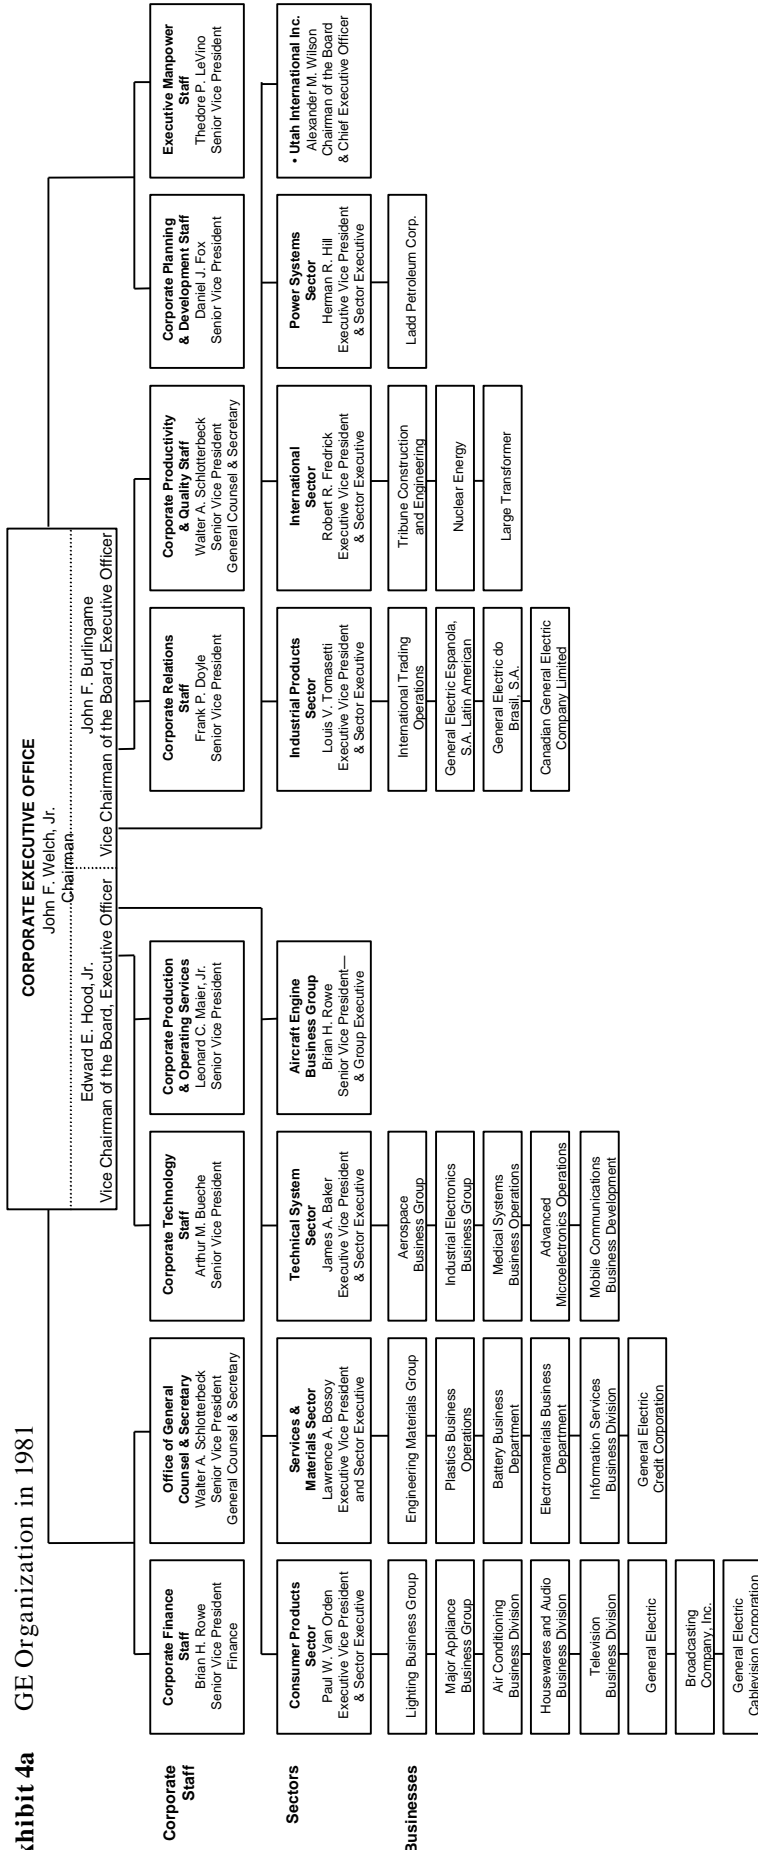 xhibit 4a GE Organization in 1981
CORPORATE EXECUTIVE OFFICE
John F. Welch, Jr.
Chairman
Edward E. Hood, Jr.
Vice Chairman of the Board, Executive Officer
John F. Burlingame
Vice Chairman of the Board, Executive Officer
Corporate
Staff
Corporate Finance
Staff
Brian H. Rowe
Senior Vice President
Finance
Office of General
Counsel & Secretary
Walter A. Schlotterbeck
Senior Vice President
General Counsel & Secretary
Corporate Technology
Staff
Arthur M. Bueche
Senior Vice President
Corporate Production
& Operating Services
Leonard C. Maier, Jr.
Senior Vice President
Corporate Relations
Staff
Frank P. Doyle
Senior Vice President
Corporate Productivity
& Quality Staff
Walter A. Schlotterbeck
Senior Vice President
General Counsel & Secretary
Corporate Planning
& Development Staff
Daniel J. Fox
Senior Vice President
Executive Manpower
Staff
Thedore P. LeVino
Senior Vice President
Sectors
Consumer Products
Sector
Paul W. Van Orden
Executive Vice President
& Sector Executive
Services &
Materials Sector
Lawrence A. Bossoy
Executive Vice President
and Sector Executive
Technical System
Sector
James A. Baker
Executive Vice President
& Sector Executive
Aircraft Engine
Business Group
Brian H. Rowe
Senior Vice President—
& Group Executive
Industrial Products
Sector
Louis V. Tomasetti
Executive Vice President
& Sector Executive
International
Sector
Robert R. Fredrick
Executive Vice President
& Sector Executive
Power Systems
Sector
Herman R. Hill
Executive Vice President
& Sector Executive
• Utah International Inc.
Alexander M. Wilson
Chairman of the Board
& Chief Executive Officer
Businesses
Lighting Business Group
Major Appliance
Business Group
Air Conditioning
Business Division
Housewares and Audio
Business Division
Television
Business Division
General Electric
Broadcasting
Company, Inc.
General Electric
Cablevision Corporation
Engineering Materials Group
Plastics Business
Operations
Battery Business
Department
Electromaterials Business
Department
Information Services
Business Division
General Electric
Credit Corporation
Aerospace
Business Group
Industrial Electronics
Business Group
Medical Systems
Business Operations
Advanced
Microelectronics Operations
Mobile Communications
Business Development
International Trading
Operations
General Electric Espanola,
S.A. Latin American
General Electric do
Brasil, S.A.
Canadian General Electric
Company Limited
Tribune Construction
and Engineering
Nuclear Energy
Large Transformer
Ladd Petroleum Corp.